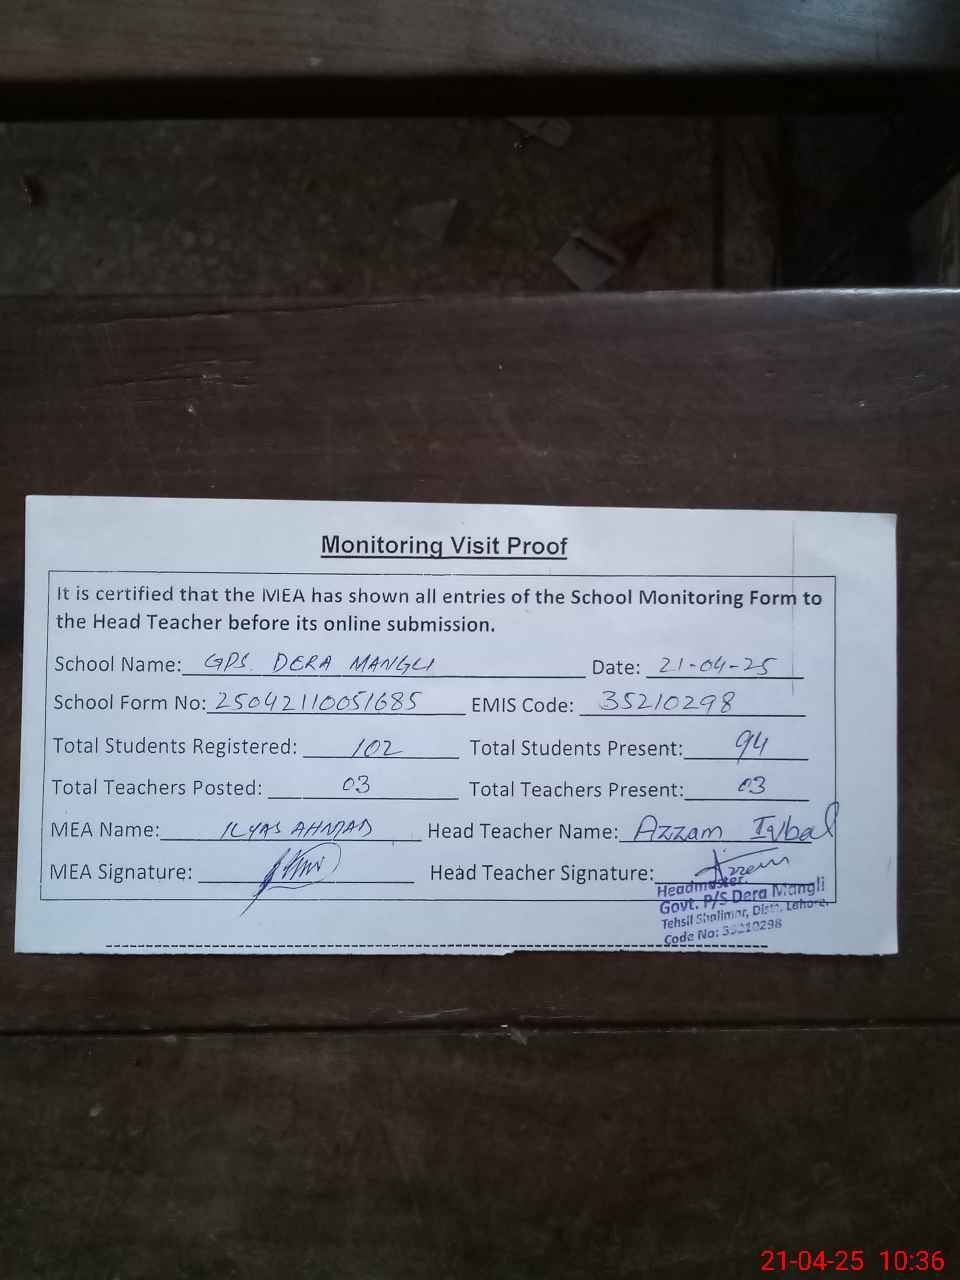 Monitoring Visit Proof
It is certified that the MEA has shown all entries of the School Monitoring Form to
the Head Teacher before its online submission.
School Name: GPS. DERA MANGLI Date: 21-04-25
School Form No: 25042110051685 EMIS Code: 35210298
Total Students Registered: 102 Total Students Present: 94
Total Teachers Posted: 03 Total Teachers Present: 03
MEA Name: ILYAS AHMAD Head Teacher Name: Azzam Iqbal
MEA Signature: Head Teacher Signature: Azzam
Headmaster.
Govt. P/S Dera Mangli
Tehsil Shalimar, Distt. Lahore.
Code No: 35210298
21-04-25 10:36